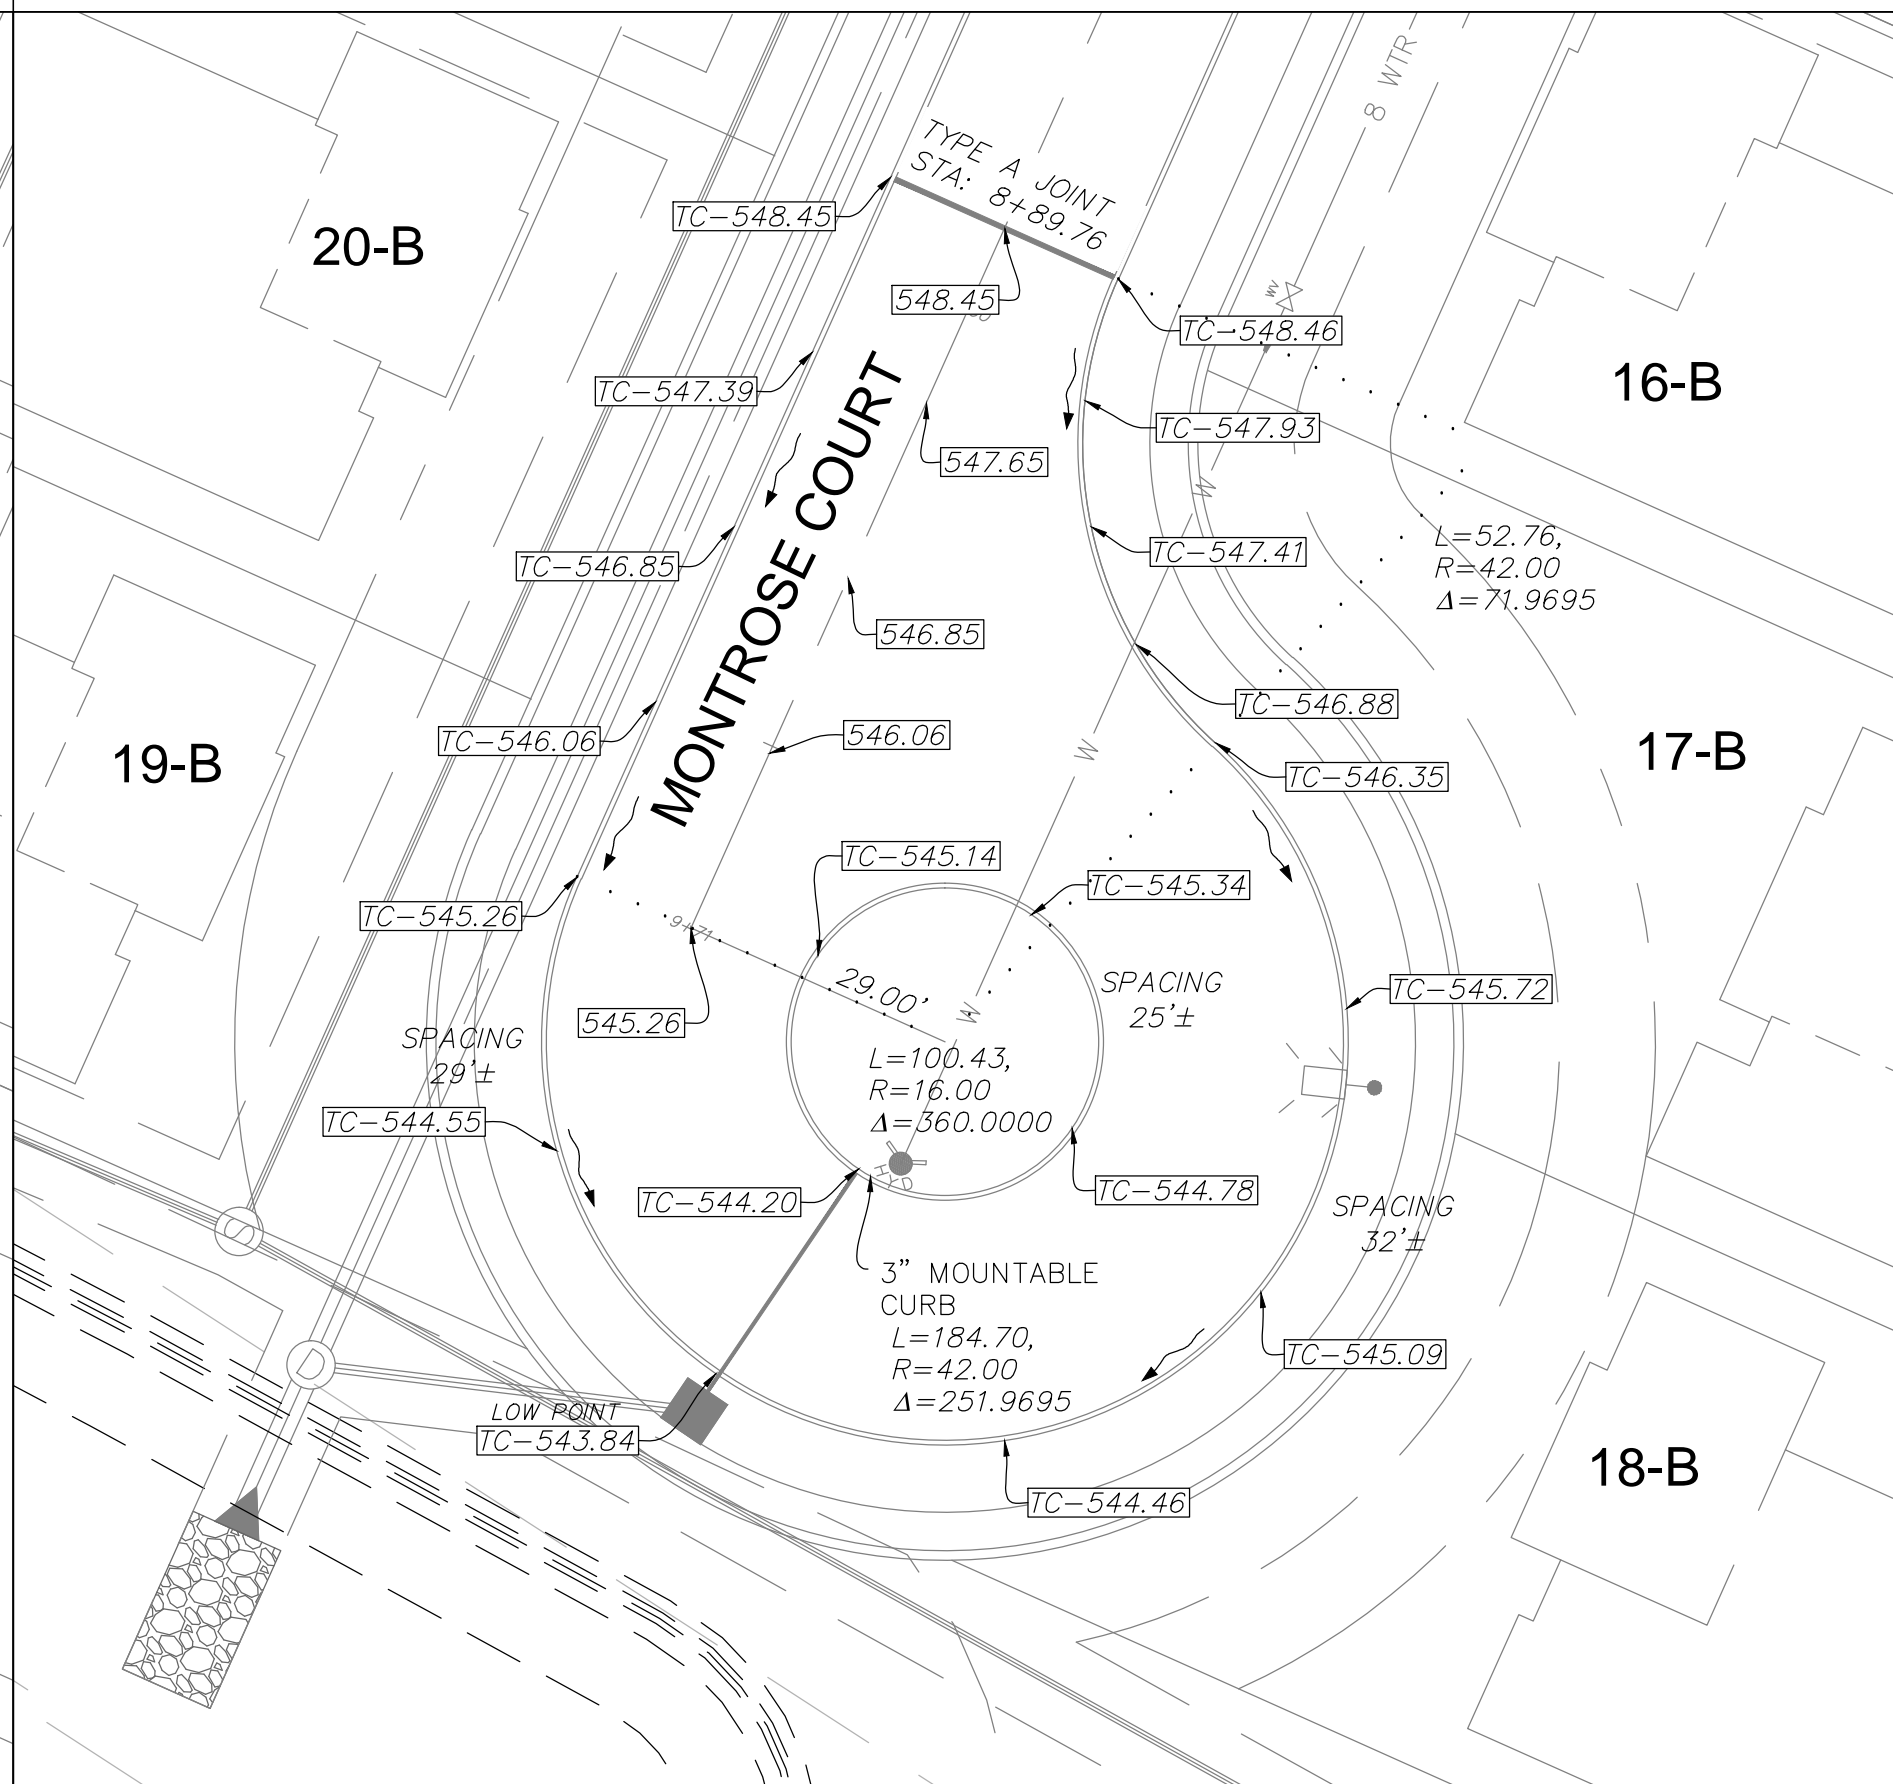 8 WTR
TYPE A JOINT
STA: 8+89.76
TC-548.45
20-B
548.45
WV
TC-548.46
TC-547.39
MONTROSE COURT
16-B
TC-547.93
547.65
W
TC-547.41
L=52.76,
R=42.00
Δ=71.9695
TC-546.85
546.85
TC-546.88
TC-546.06
546.06
W
19-B
17-B
TC-546.35
TC-545.14
TC-545.34
TC-545.26
9+71
29.00'
SPACING
25'±
TC-545.72
545.26
W
SPACING
29'±
L=100.43,
R=16.00
Δ=360.0000
TC-544.55
HYD
TC-544.20
TC-544.78
SPACING
32'±
S
3" MOUNTABLE
CURB
L=184.70,
R=42.00
Δ=251.9695
TC-545.09
D
LOW POINT
TC-543.84
18-B
TC-544.46